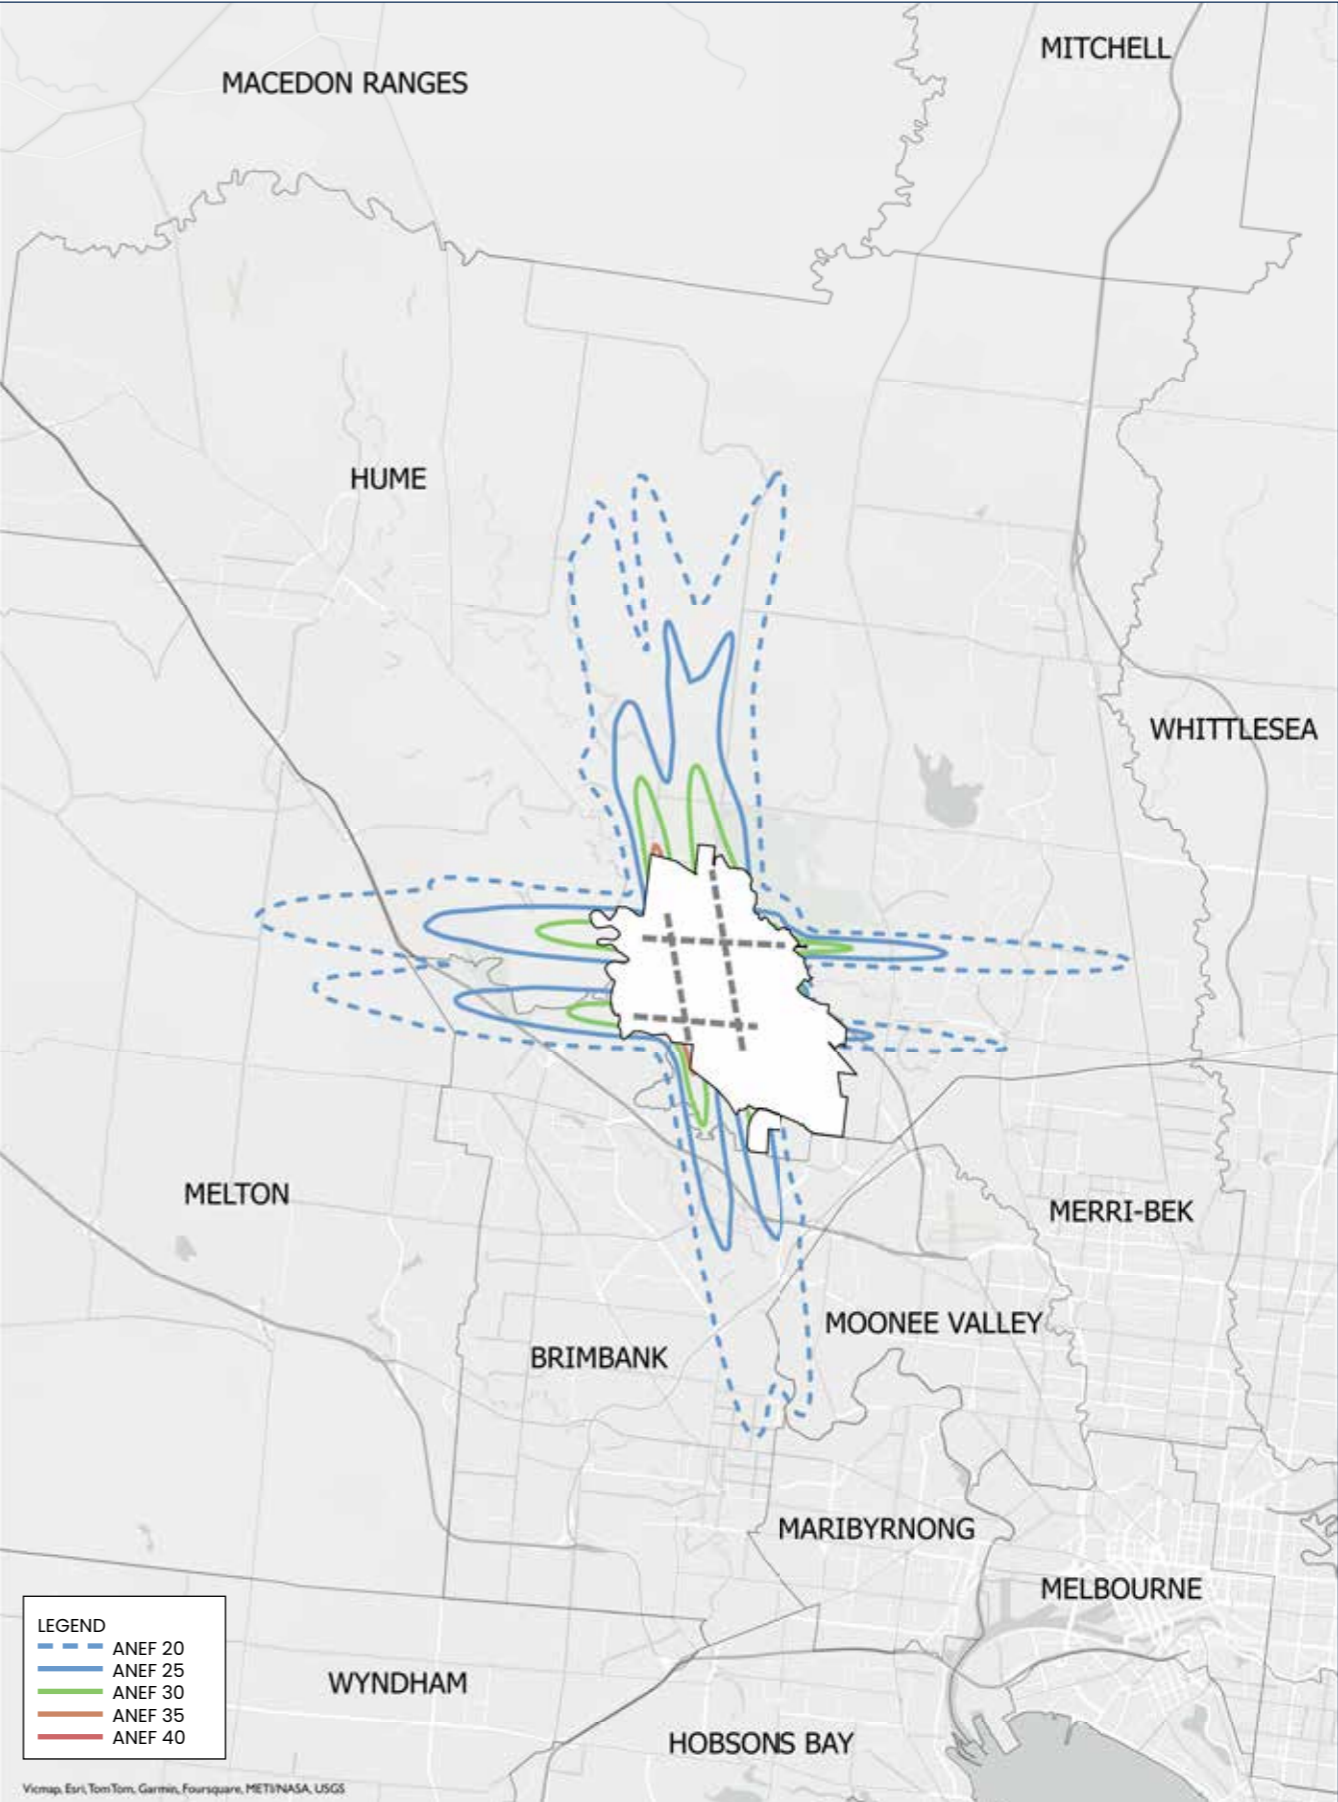 MITCHELL
MACEDON RANGES
HUME
WHITTLESEA
MELTON
MERRI-BEK
MOONEE VALLEY
BRIMBANK
MARIBYRNONG
MELBOURNE
LEGEND
ANEF 20
ANEF 25
ANEF 30
ANEF 35
ANEF 40
WYNDHAM
HOBSONS BAY
Vicmap, Esri, TomTom, Garmin, Foursquare, METI/NASA, USGS